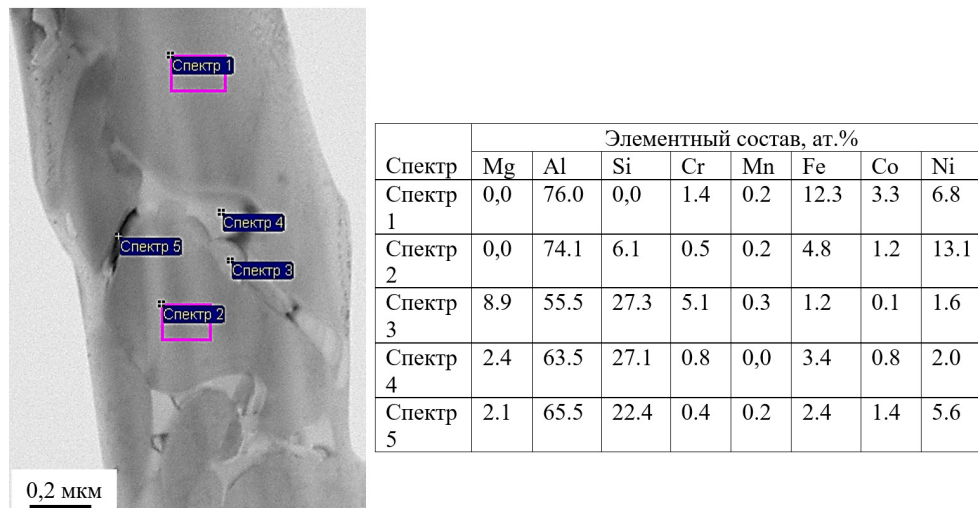 Спектр 1
Спектр 4
Спектр 5
Спектр 3
Спектр 2
0,2 мкм
Элементный состав, ат.%
Спектр Mg Al Si Cr Mn Fe Co Ni
Спектр 1 0,0 76.0 0,0 1.4 0.2 12.3 3.3 6.8
Спектр 2 0,0 74.1 6.1 0.5 0.2 4.8 1.2 13.1
Спектр 3 8.9 55.5 27.3 5.1 0.3 1.2 0.1 1.6
Спектр 4 2.4 63.5 27.1 0.8 0,0 3.4 0.8 2.0
Спектр 5 2.1 65.5 22.4 0.4 0.2 2.4 1.4 5.6